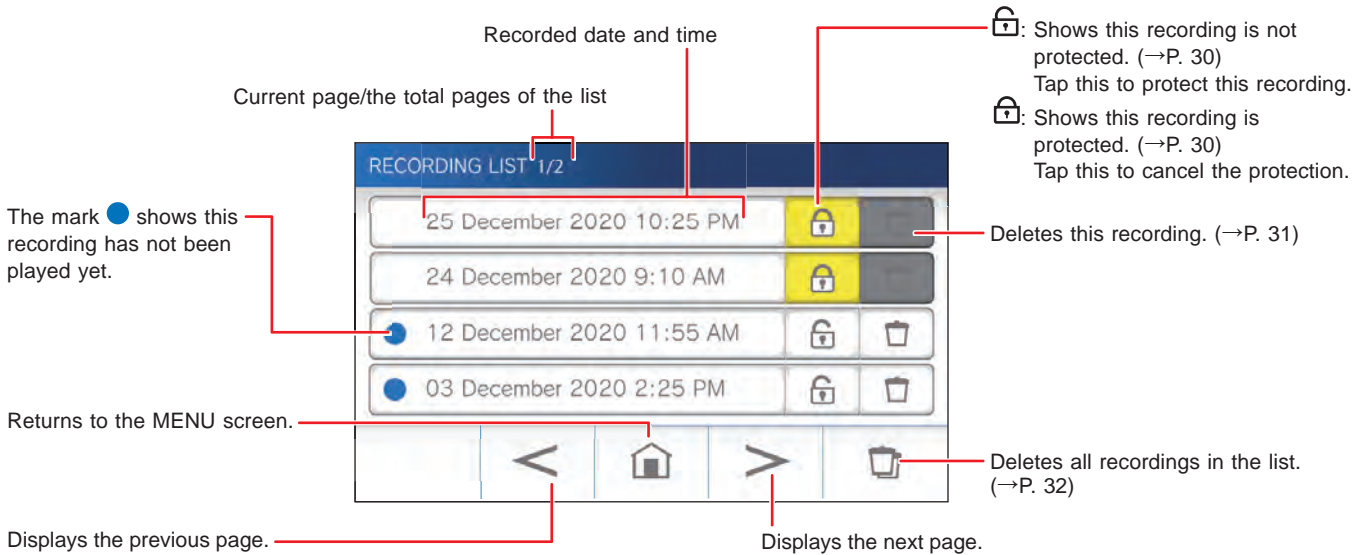 Recorded date and time
Current page/the total pages of the list
: Shows this recording is not
protected. (→P. 30)
Tap this to protect this recording.
: Shows this recording is
protected. (→P. 30)
Tap this to cancel the protection.
RECORDING LIST 1/2
The mark ● shows this
recording has not been
played yet.
25 December 2020 10:25 PM
Deletes this recording. (→P. 31)
24 December 2020 9:10 AM
12 December 2020 11:55 AM
03 December 2020 2:25 PM
Returns to the MENU screen.
< >
Deletes all recordings in the list.
(→P. 32)
Displays the previous page.
Displays the next page.